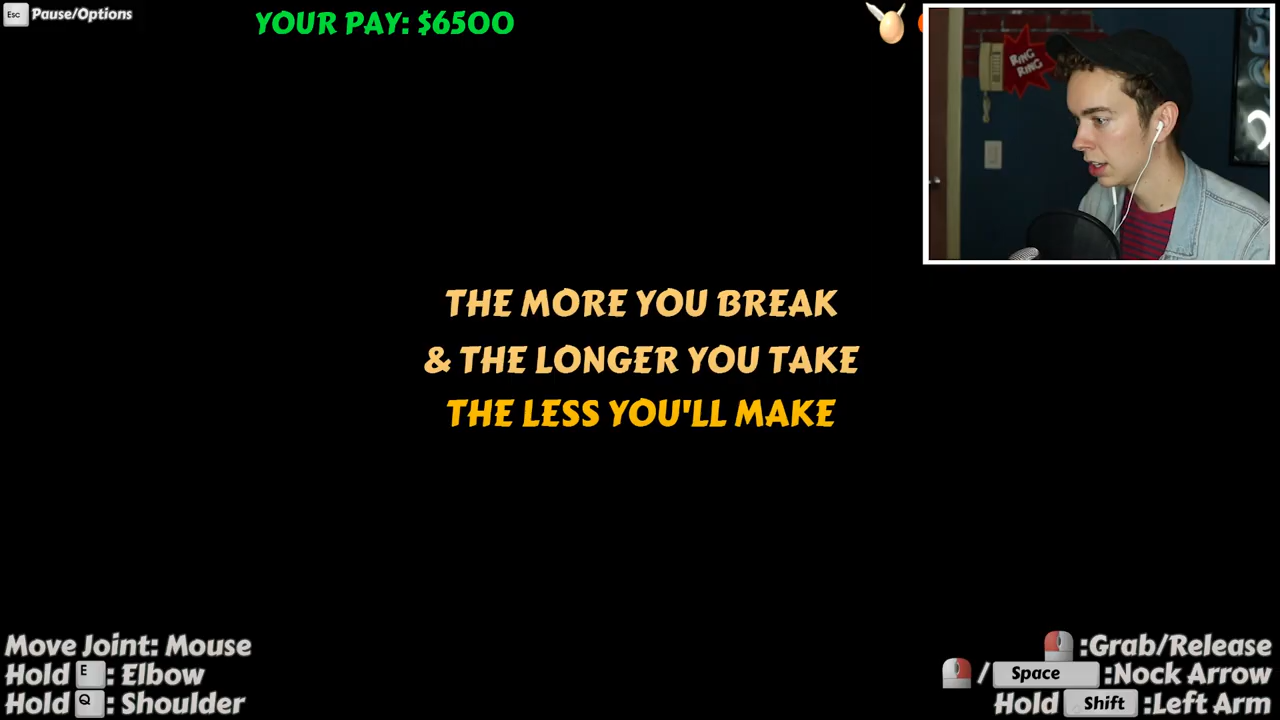 Esc Pause/Options
YOUR PAY: $6500
RING RING
THE MORE YOU BREAK
& THE LONGER YOU TAKE
THE LESS YOU'LL MAKE
Move Joint: Mouse
Hold E : Elbow
Hold Q : Shoulder
:Grab/Release
/ Space :Nock Arrow
Hold Shift :Left Arm